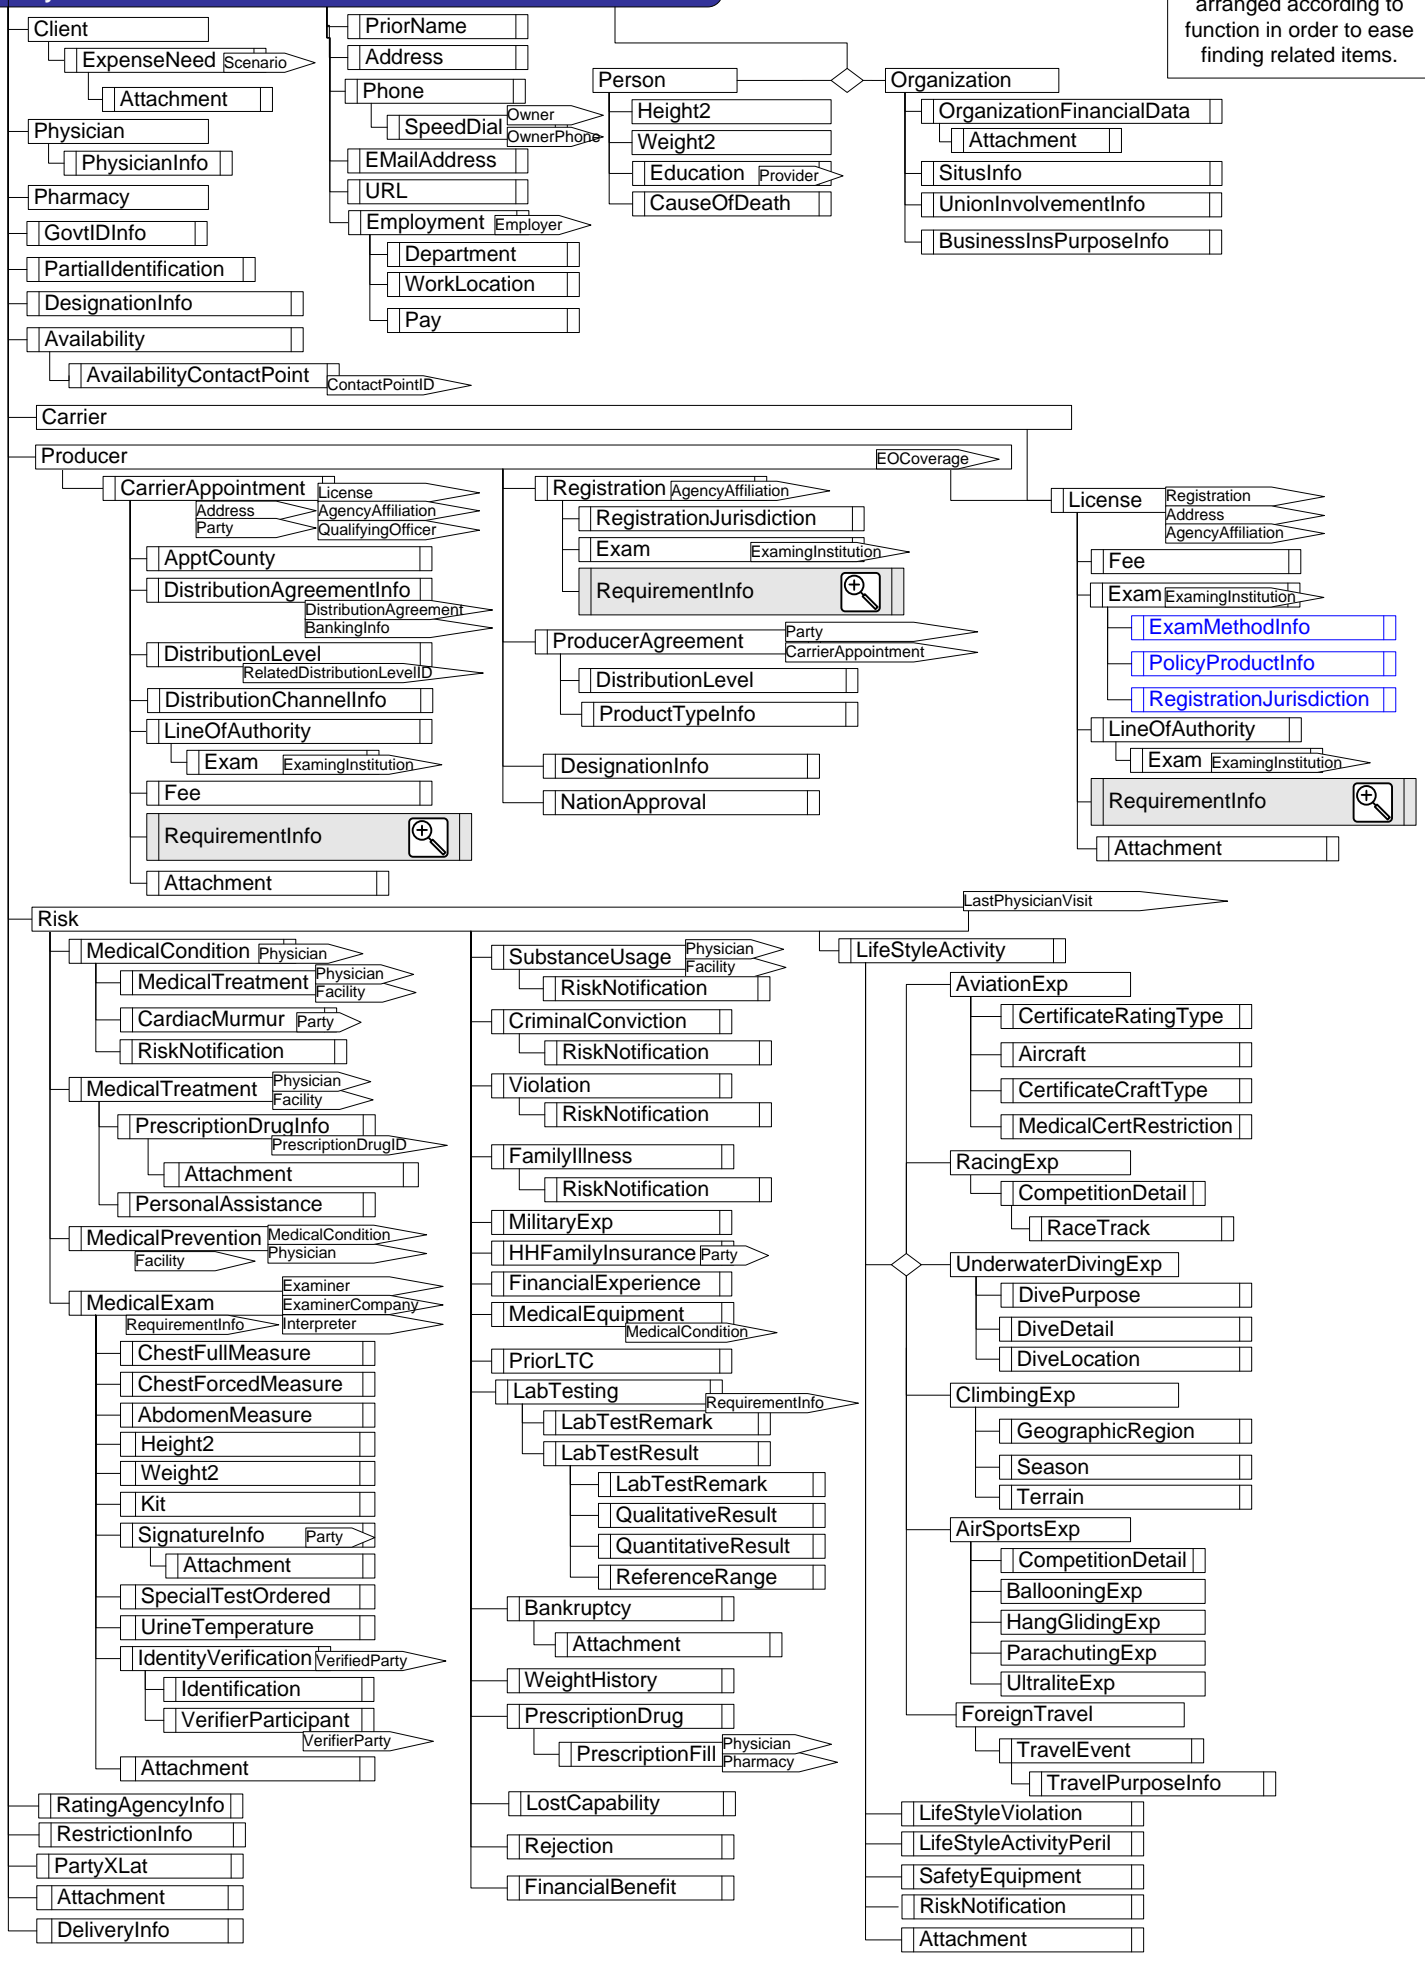 arranged according to
function in order to ease
finding related items.
Client
ExpenseNeed
Scenario
Attachment
Physician
PhysicianInfo
Pharmacy
GovtIDInfo
PartialIdentification
DesignationInfo
Availability
AvailabilityContactPoint
ContactPointID
PriorName
Address
Phone
SpeedDial
Owner
OwnerPhone
EMailAddress
URL
Employment
Employer
Department
WorkLocation
Pay
Person
Height2
Weight2
Education
Provider
CauseOfDeath
Organization
OrganizationFinancialData
Attachment
SitusInfo
UnionInvolvementInfo
BusinessInsPurposeInfo
Carrier
Producer
EOCoverage
CarrierAppointment
License
Address
AgencyAffiliation
Party
QualifyingOfficer
ApptCounty
DistributionAgreementInfo
DistributionAgreement
BankingInfo
DistributionLevel
RelatedDistributionLevelID
DistributionChannelInfo
LineOfAuthority
Exam
ExamingInstitution
Fee
RequirementInfo
Attachment
Registration
AgencyAffiliation
RegistrationJurisdiction
Exam
ExamingInstitution
RequirementInfo
ProducerAgreement
Party
CarrierAppointment
DistributionLevel
ProductTypeInfo
DesignationInfo
NationApproval
License
Registration
Address
AgencyAffiliation
Fee
Exam
ExamingInstitution
ExamMethodInfo
PolicyProductInfo
RegistrationJurisdiction
LineOfAuthority
Exam
ExamingInstitution
RequirementInfo
Attachment
Risk
LastPhysicianVisit
MedicalCondition
Physician
MedicalTreatment
Physician
Facility
CardiacMurmur
Party
RiskNotification
MedicalTreatment
Physician
Facility
PrescriptionDrugInfo
PrescriptionDrugID
Attachment
PersonalAssistance
MedicalPrevention
MedicalCondition
Facility
Physician
MedicalExam
Examiner
ExaminerCompany
RequirementInfo
Interpreter
ChestFullMeasure
ChestForcedMeasure
AbdomenMeasure
Height2
Weight2
Kit
SignatureInfo
Party
Attachment
SpecialTestOrdered
UrineTemperature
IdentityVerification
VerifiedParty
Identification
VerifierParticipant
VerifierParty
Attachment
SubstanceUsage
Physician
Facility
RiskNotification
CriminalConviction
RiskNotification
Violation
RiskNotification
FamilyIllness
RiskNotification
MilitaryExp
HHFamilyInsurance
Party
FinancialExperience
MedicalEquipment
MedicalCondition
PriorLTC
LabTesting
RequirementInfo
LabTestRemark
LabTestResult
LabTestRemark
QualitativeResult
QuantitativeResult
ReferenceRange
Bankruptcy
Attachment
WeightHistory
PrescriptionDrug
PrescriptionFill
Physician
Pharmacy
LostCapability
Rejection
FinancialBenefit
LifeStyleActivity
AviationExp
CertificateRatingType
Aircraft
CertificateCraftType
MedicalCertRestriction
RacingExp
CompetitionDetail
RaceTrack
UnderwaterDivingExp
DivePurpose
DiveDetail
DiveLocation
ClimbingExp
GeographicRegion
Season
Terrain
AirSportsExp
CompetitionDetail
BallooningExp
HangGlidingExp
ParachutingExp
UltraliteExp
ForeignTravel
TravelEvent
TravelPurposeInfo
LifeStyleViolation
LifeStyleActivityPeril
SafetyEquipment
RiskNotification
Attachment
RatingAgencyInfo
RestrictionInfo
PartyXLat
Attachment
DeliveryInfo